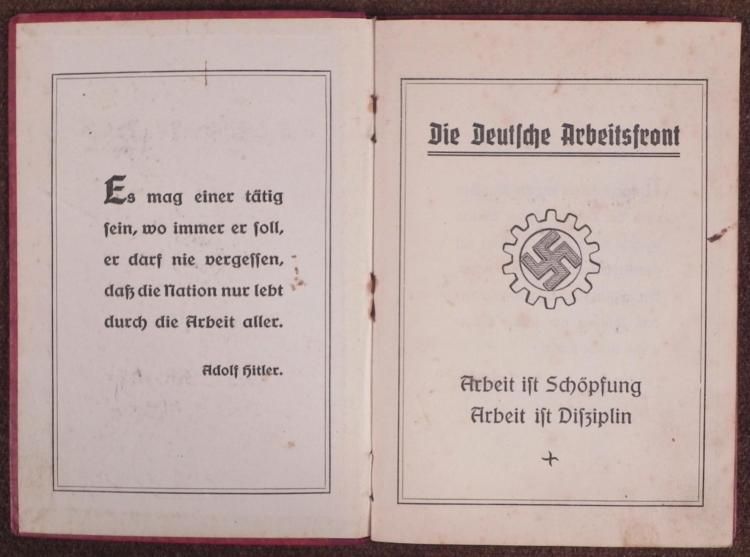 Es mag einer tätig
sein, wo immer er soll,
er darf nie vergessen,
daß die Nation nur lebt
durch die Arbeit aller.
Adolf Hitler.
Die Deutsche Arbeitsfront
Arbeit ist Schöpfung
Arbeit ist Disziplin